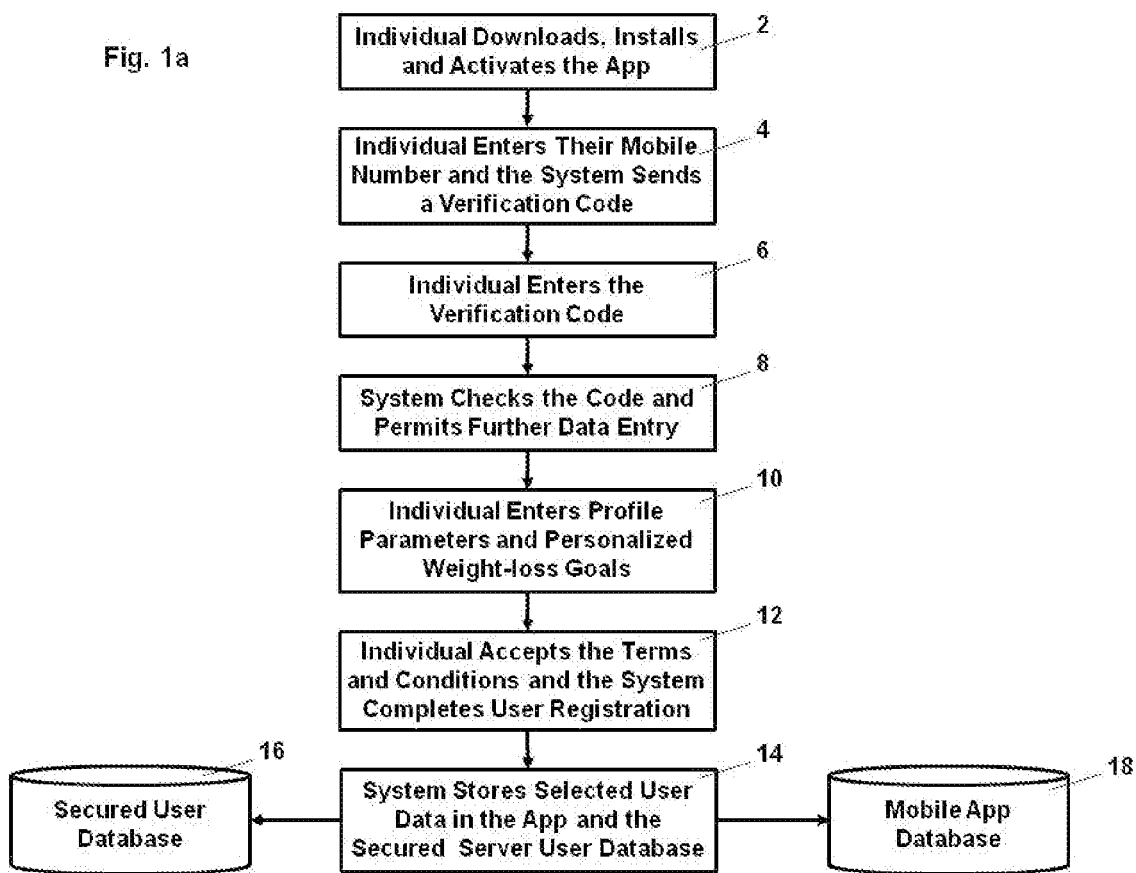 Fig. 1a
Individual Downloads, Installs
and Activates the App
2
Individual Enters Their Mobile
Number and the System Sends
a Verification Code
4
Individual Enters the
Verification Code
6
System Checks the Code and
Permits Further Data Entry
8
Individual Enters Profile
Parameters and Personalized
Weight-loss Goals
10
Individual Accepts the Terms
and Conditions and the System
Completes User Registration
12
System Stores Selected User
Data in the App and the
Secured Server User Database
14
Secured User
Database
16
Mobile App
Database
18